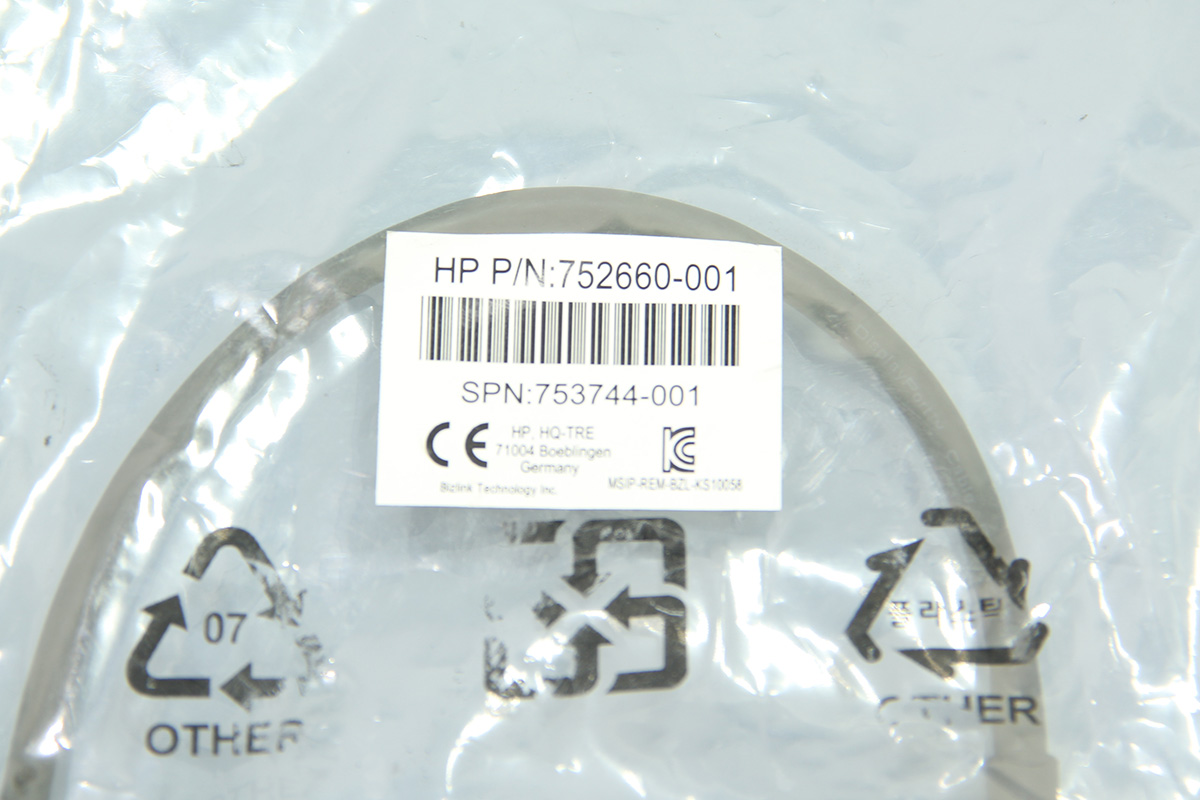 HP P/N:752660-001
SPN:753744-001
CE
HP, HQ-TRE
71004 Boeblingen
Germany
Bizlink Technology Inc.
MSIP-REM-BZL-KS10058
07
OTHER
플라스틱
OTHER